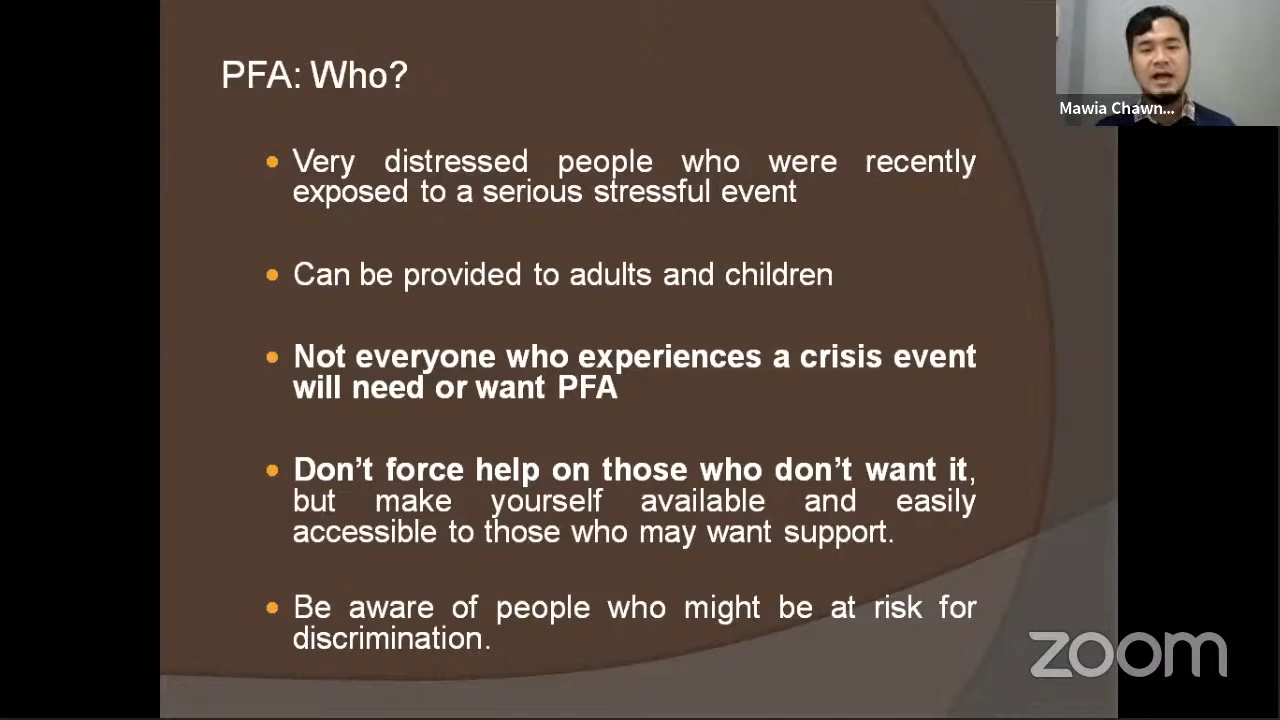 PFA: Who?
Very distressed people who were recently
exposed to a serious stressful event
Can be provided to adults and children
Not everyone who experiences a crisis event
will need or want PFA
Don’t force help on those who don’t want it,
but make yourself available and easily
accessible to those who may want support.
Be aware of people who might be at risk for
discrimination.
Mawia Chawn...
zoom